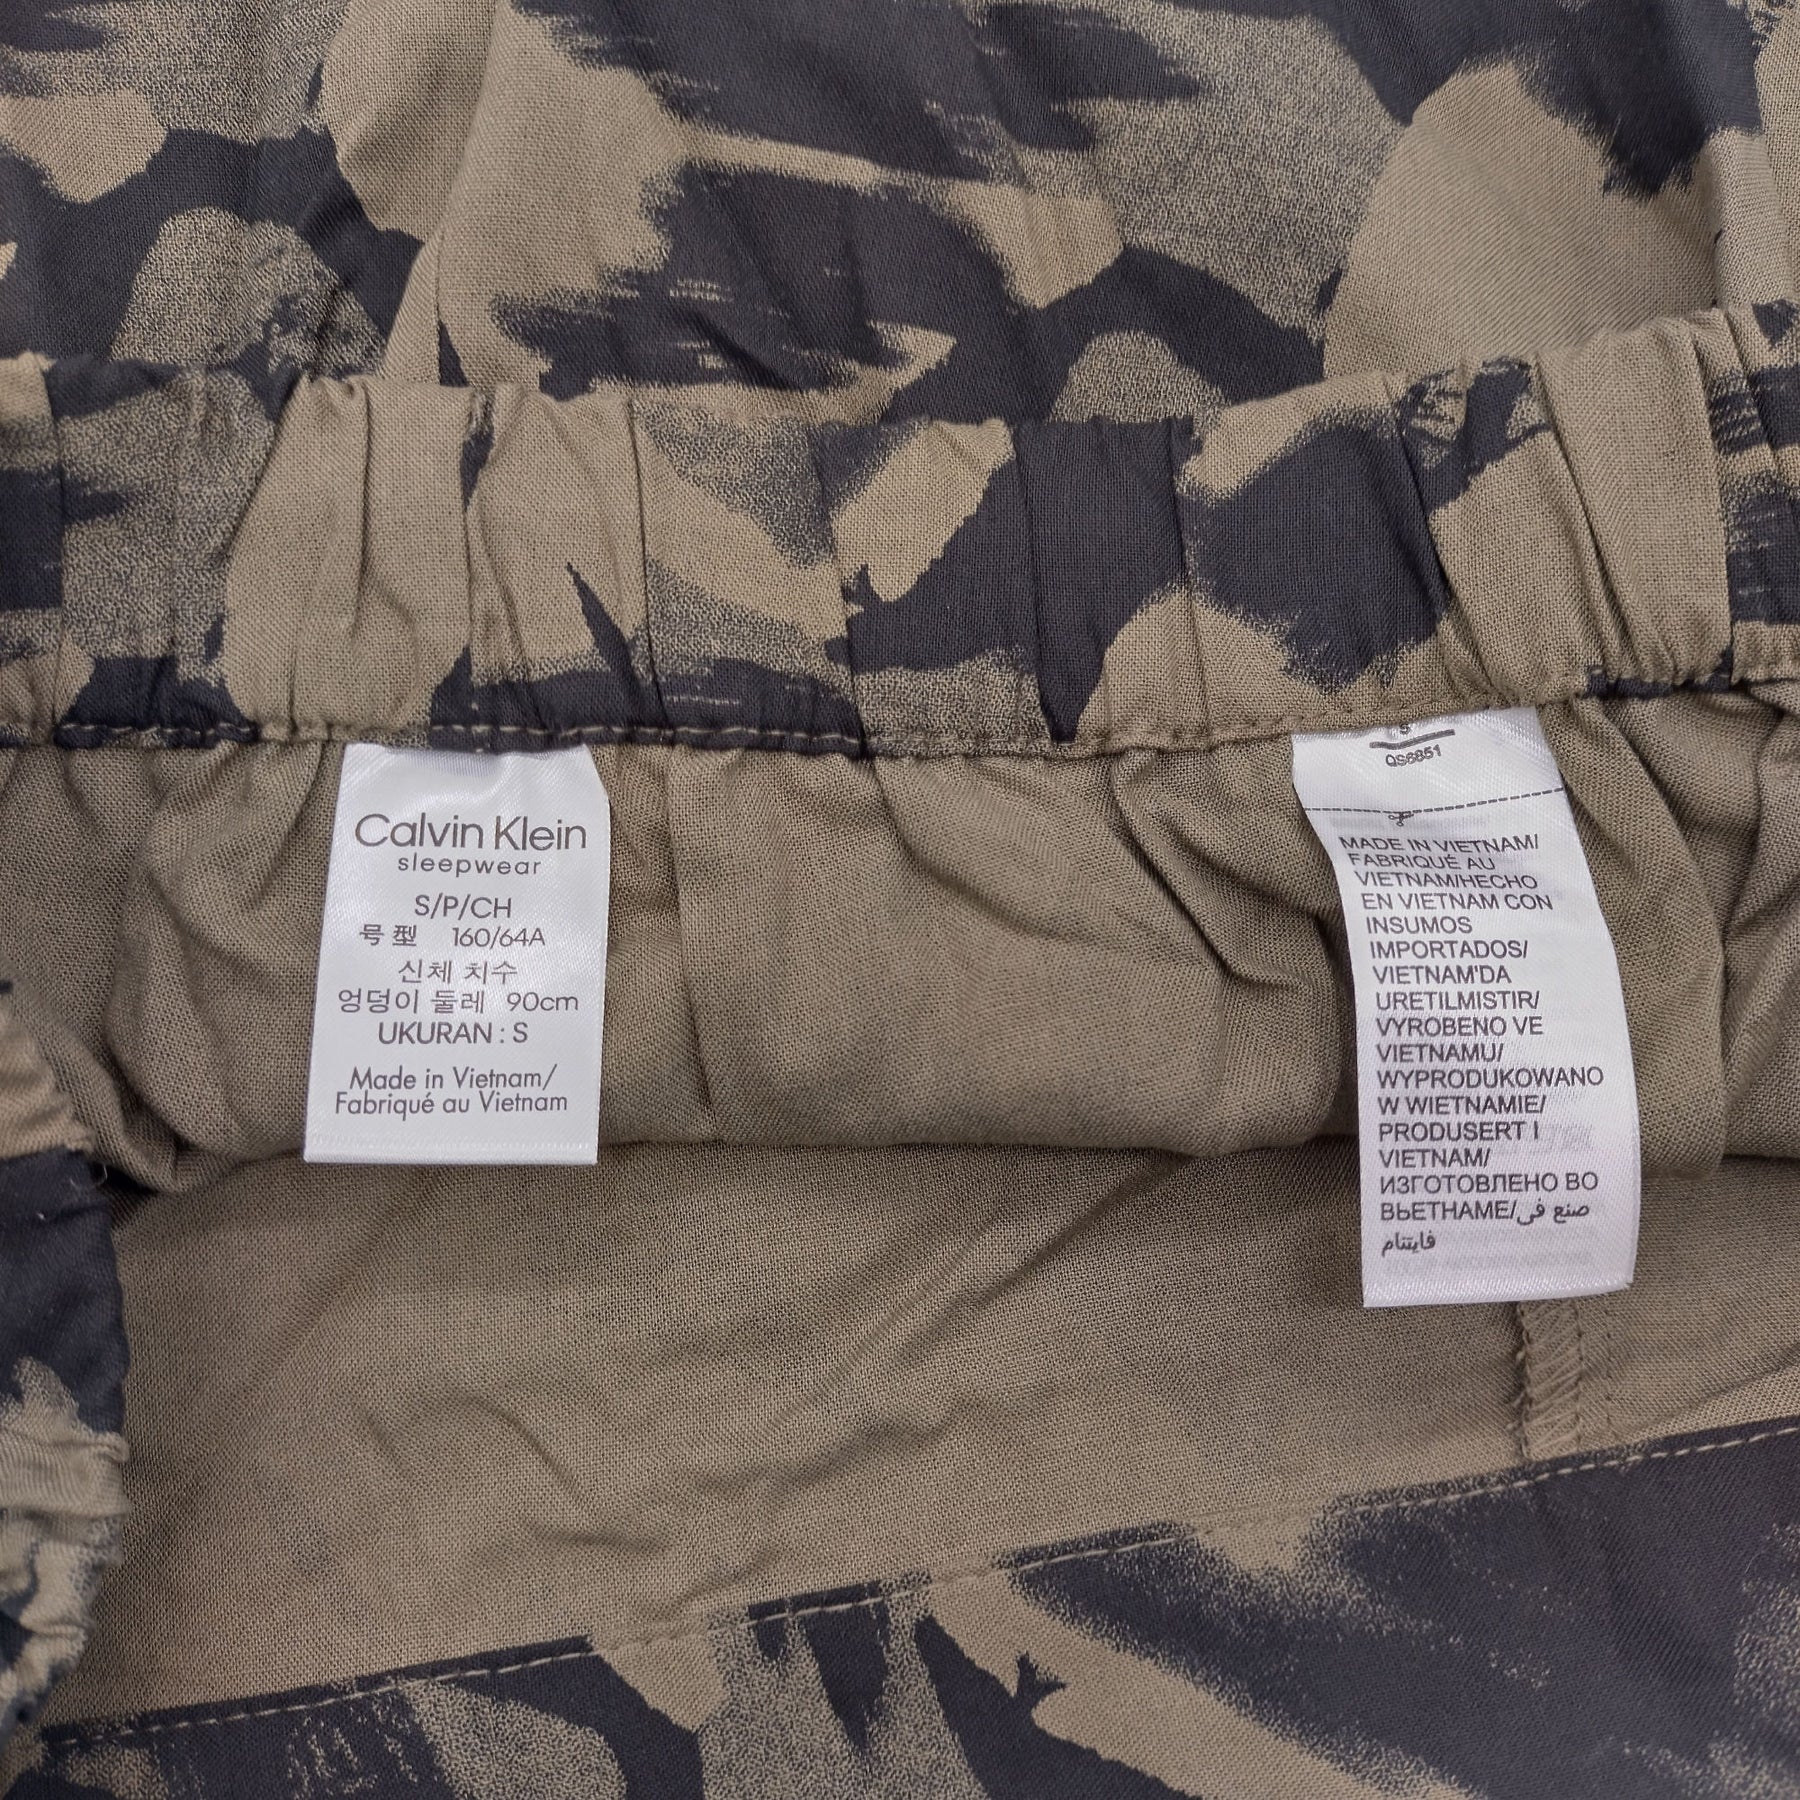 Calvin Klein
sleepwear
S/P/CH
号型 160/64A
신체 치수
엉덩이 둘레 90cm
UKURAN : S
Made in Vietnam/
Fabriqué au Vietnam
QS6851
MADE IN VIETNAM/
FABRIQUÉ AU
VIETNAM/HECHO
EN VIETNAM CON
INSUMOS
IMPORTADOS/
VIETNAM'DA
URETILMISTIR/
VYROBENO VE
VIETNAMU/
WYPRODUKOWANO
W WIETNAMIE/
PRODUSERT I
VIETNAM/
ИЗГОТОВЛЕНО ВО
ВЬЕТНАМЕ/صنع في
فايتنام